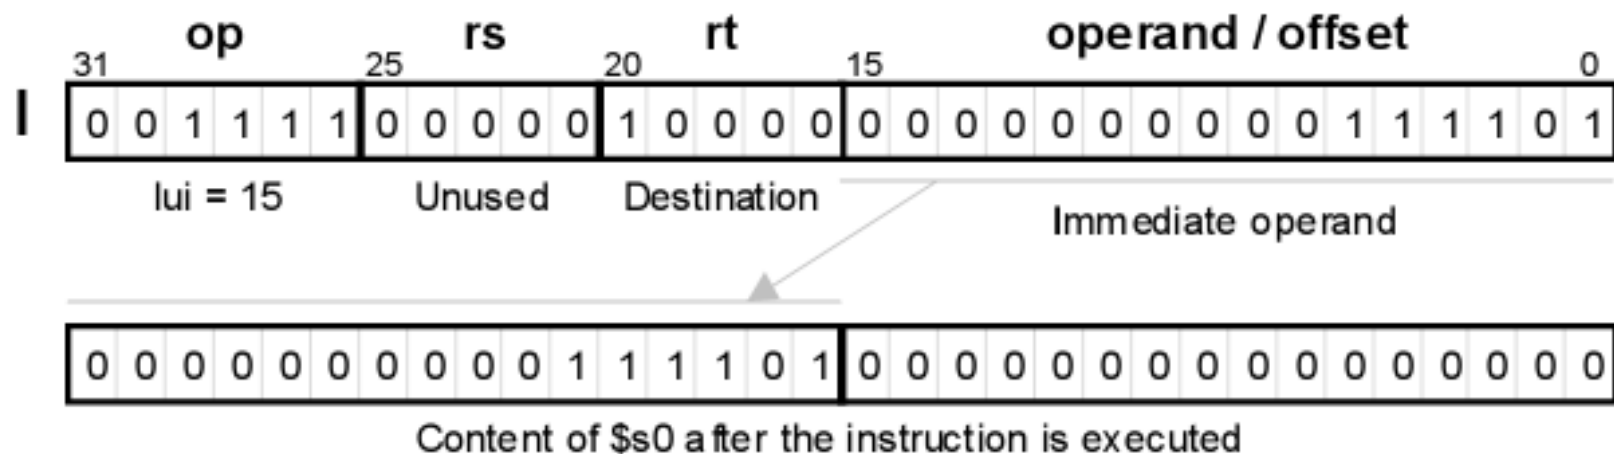 op rs rt operand / offset
31 25 20 15 0
I 0 0 1 1 1 1 0 0 0 0 0 1 0 0 0 0 0 0 0 0 0 0 0 0 0 0 1 1 1 1 0 1
lui = 15 Unused Destination
Immediate operand
0 0 0 0 0 0 0 0 0 0 1 1 1 1 0 1 0 0 0 0 0 0 0 0 0 0 0 0 0 0 0 0
Content of $s0 after the instruction is executed